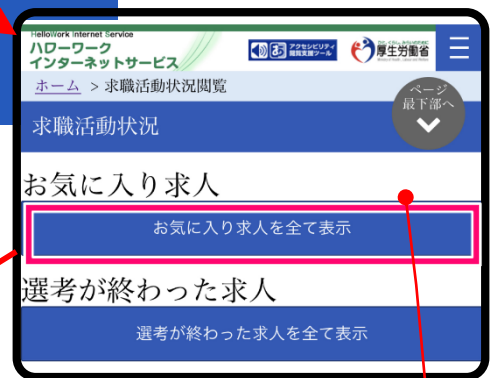 HelloWork Internet Service
ハローワーク
インターネットサービス
アクセシビリティ
閲覧支援ツール
厚生労働省
ホーム > 求職活動状況閲覧
ページ
最下部へ
求職活動状況
お気に入り求人
お気に入り求人を全て表示
選考が終わった求人
選考が終わった求人を全て表示